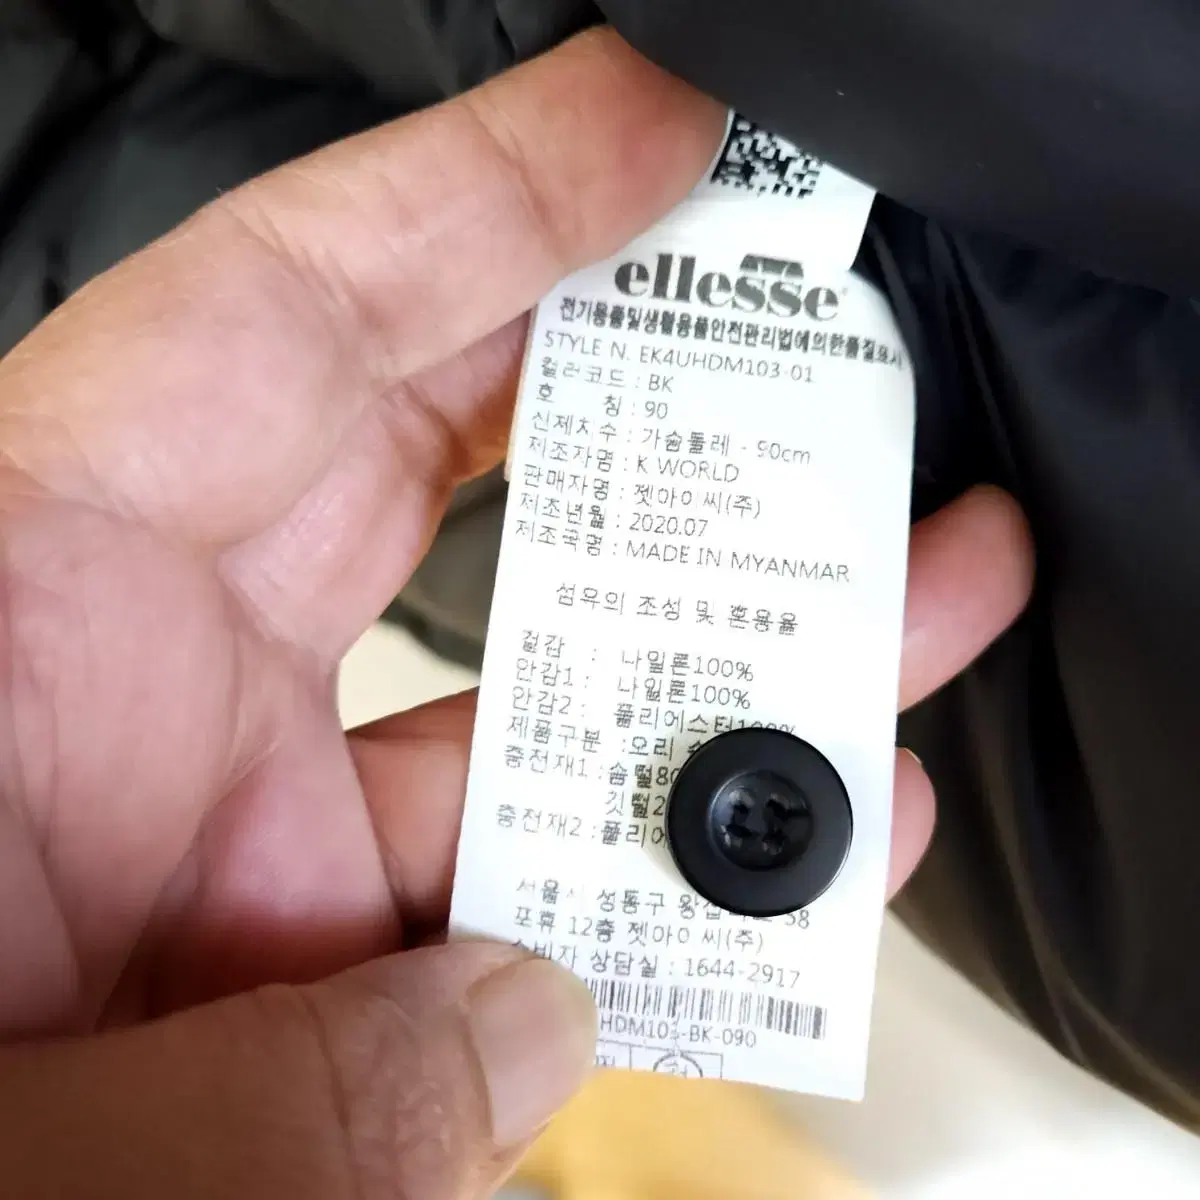 ellesse
전기용품및생활용품안전관리법에의한품질표시
STYLE N. EK4UHDM103-01
컬러코드 : BK
호 칭 : 90
신체치수 : 가슴둘레 - 90cm
제조자명 : K WORLD
판매자명 : 젯아이씨(주)
제조년월 : 2020.07
제조국명 : MADE IN MYANMAR
섬유의 조성 및 혼용율
겉감 : 나일론100%
안감1 : 나일론100%
안감2 : 폴리에스터100%
제품구분 : 오리
충전재1 : 솜털80
깃털2
충전재2 : 폴리에
서울시 성동구 58
포휴 12층 젯아이씨(주)
소비자 상담실 : 1644-2917
HDM103-BK-090